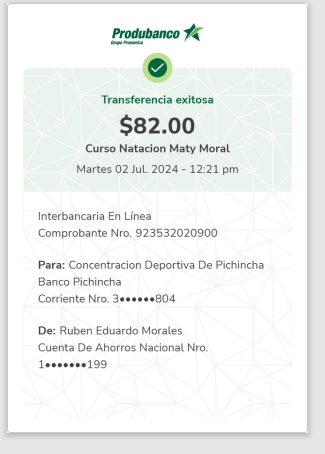 Produbanco
Grupo Promerica
Transferencia exitosa
$82.00
Curso Natacion Maty Moral
Martes 02 Jul. 2024 - 12:21 pm
Interbancaria En Línea
Comprobante Nro. 923532020900
Para: Concentracion Deportiva De Pichincha
Banco Pichincha
Corriente Nro. 3••••••804
De: Ruben Eduardo Morales
Cuenta De Ahorros Nacional Nro.
1•••••••199